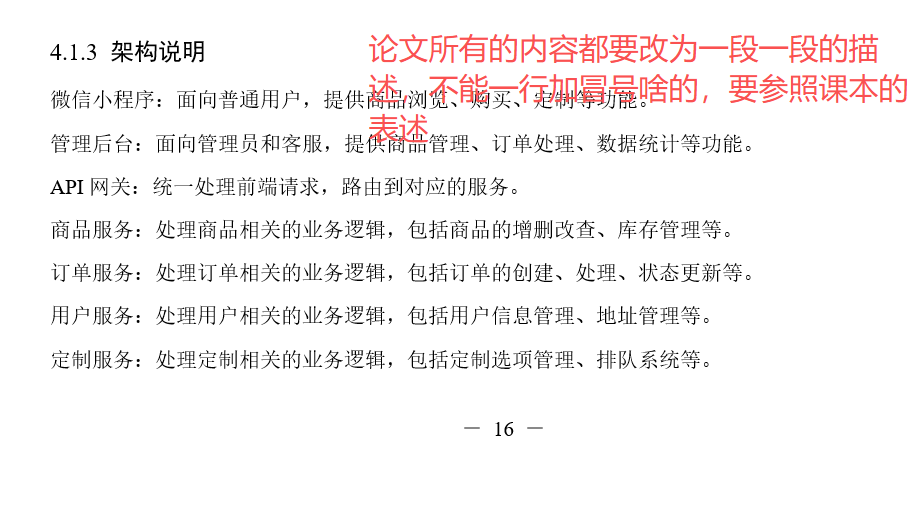 4.1.3 架构说明
论文所有的内容都要改为一段一段的描
述，不能一行加冒号啥的，要参照课本的
表述
微信小程序：面向普通用户，提供商品浏览、购买、定制等功能。
管理后台：面向管理员和客服，提供商品管理、订单处理、数据统计等功能。
API 网关：统一处理前端请求，路由到对应的服务。
商品服务：处理商品相关的业务逻辑，包括商品的增删改查、库存管理等。
订单服务：处理订单相关的业务逻辑，包括订单的创建、处理、状态更新等。
用户服务：处理用户相关的业务逻辑，包括用户信息管理、地址管理等。
定制服务：处理定制相关的业务逻辑，包括定制选项管理、排队系统等。
— 16 —